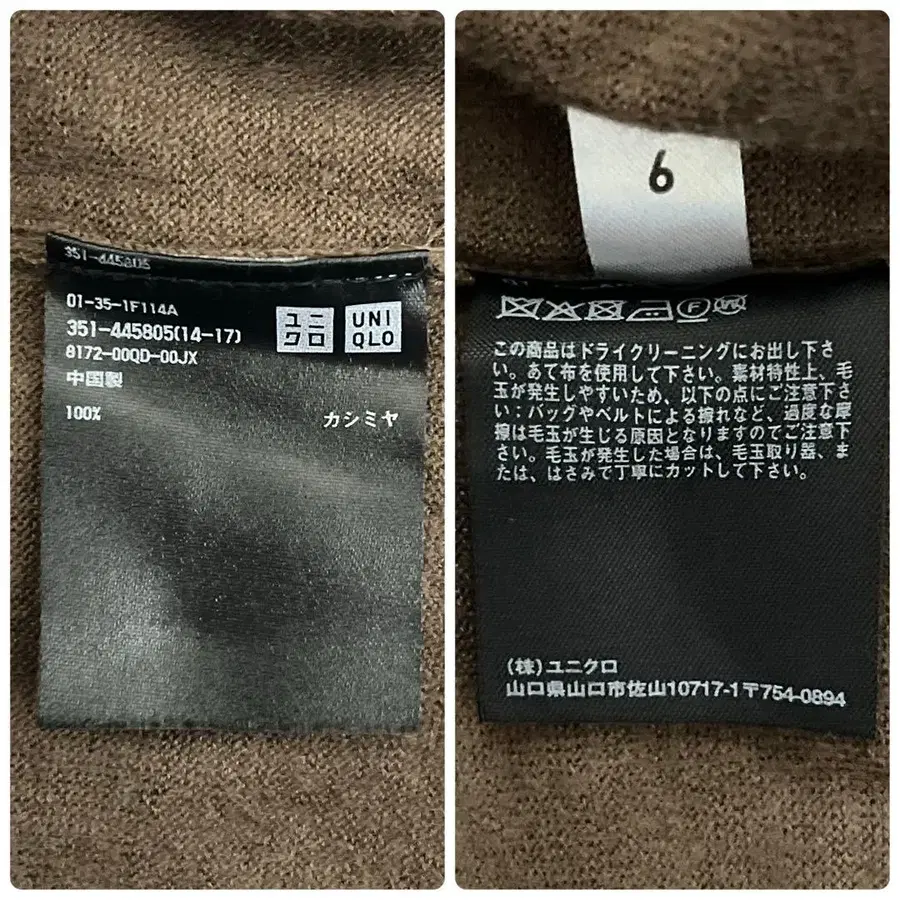 351-445805
01-35-1F114A
351-445805(14-17)
8172-00QD-00JX
中国製
100% カシミヤ
ユニ
クロ
UNI
QLO
6
F
この商品はドライクリーニングにお出し下さ
い。あて布を使用して下さい。素材特性上、毛
玉が発生しやすいため、以下の点にご注意下さ
い:バッグやベルトによる擦れなど、過度な摩
擦は毛玉が生じる原因となりますのでご注意下
さい。毛玉が発生した場合は、毛玉取り器、ま
たは、はさみで丁寧にカットして下さい。
(株)ユニクロ
山口県山口市佐山10717-1〒754-0894